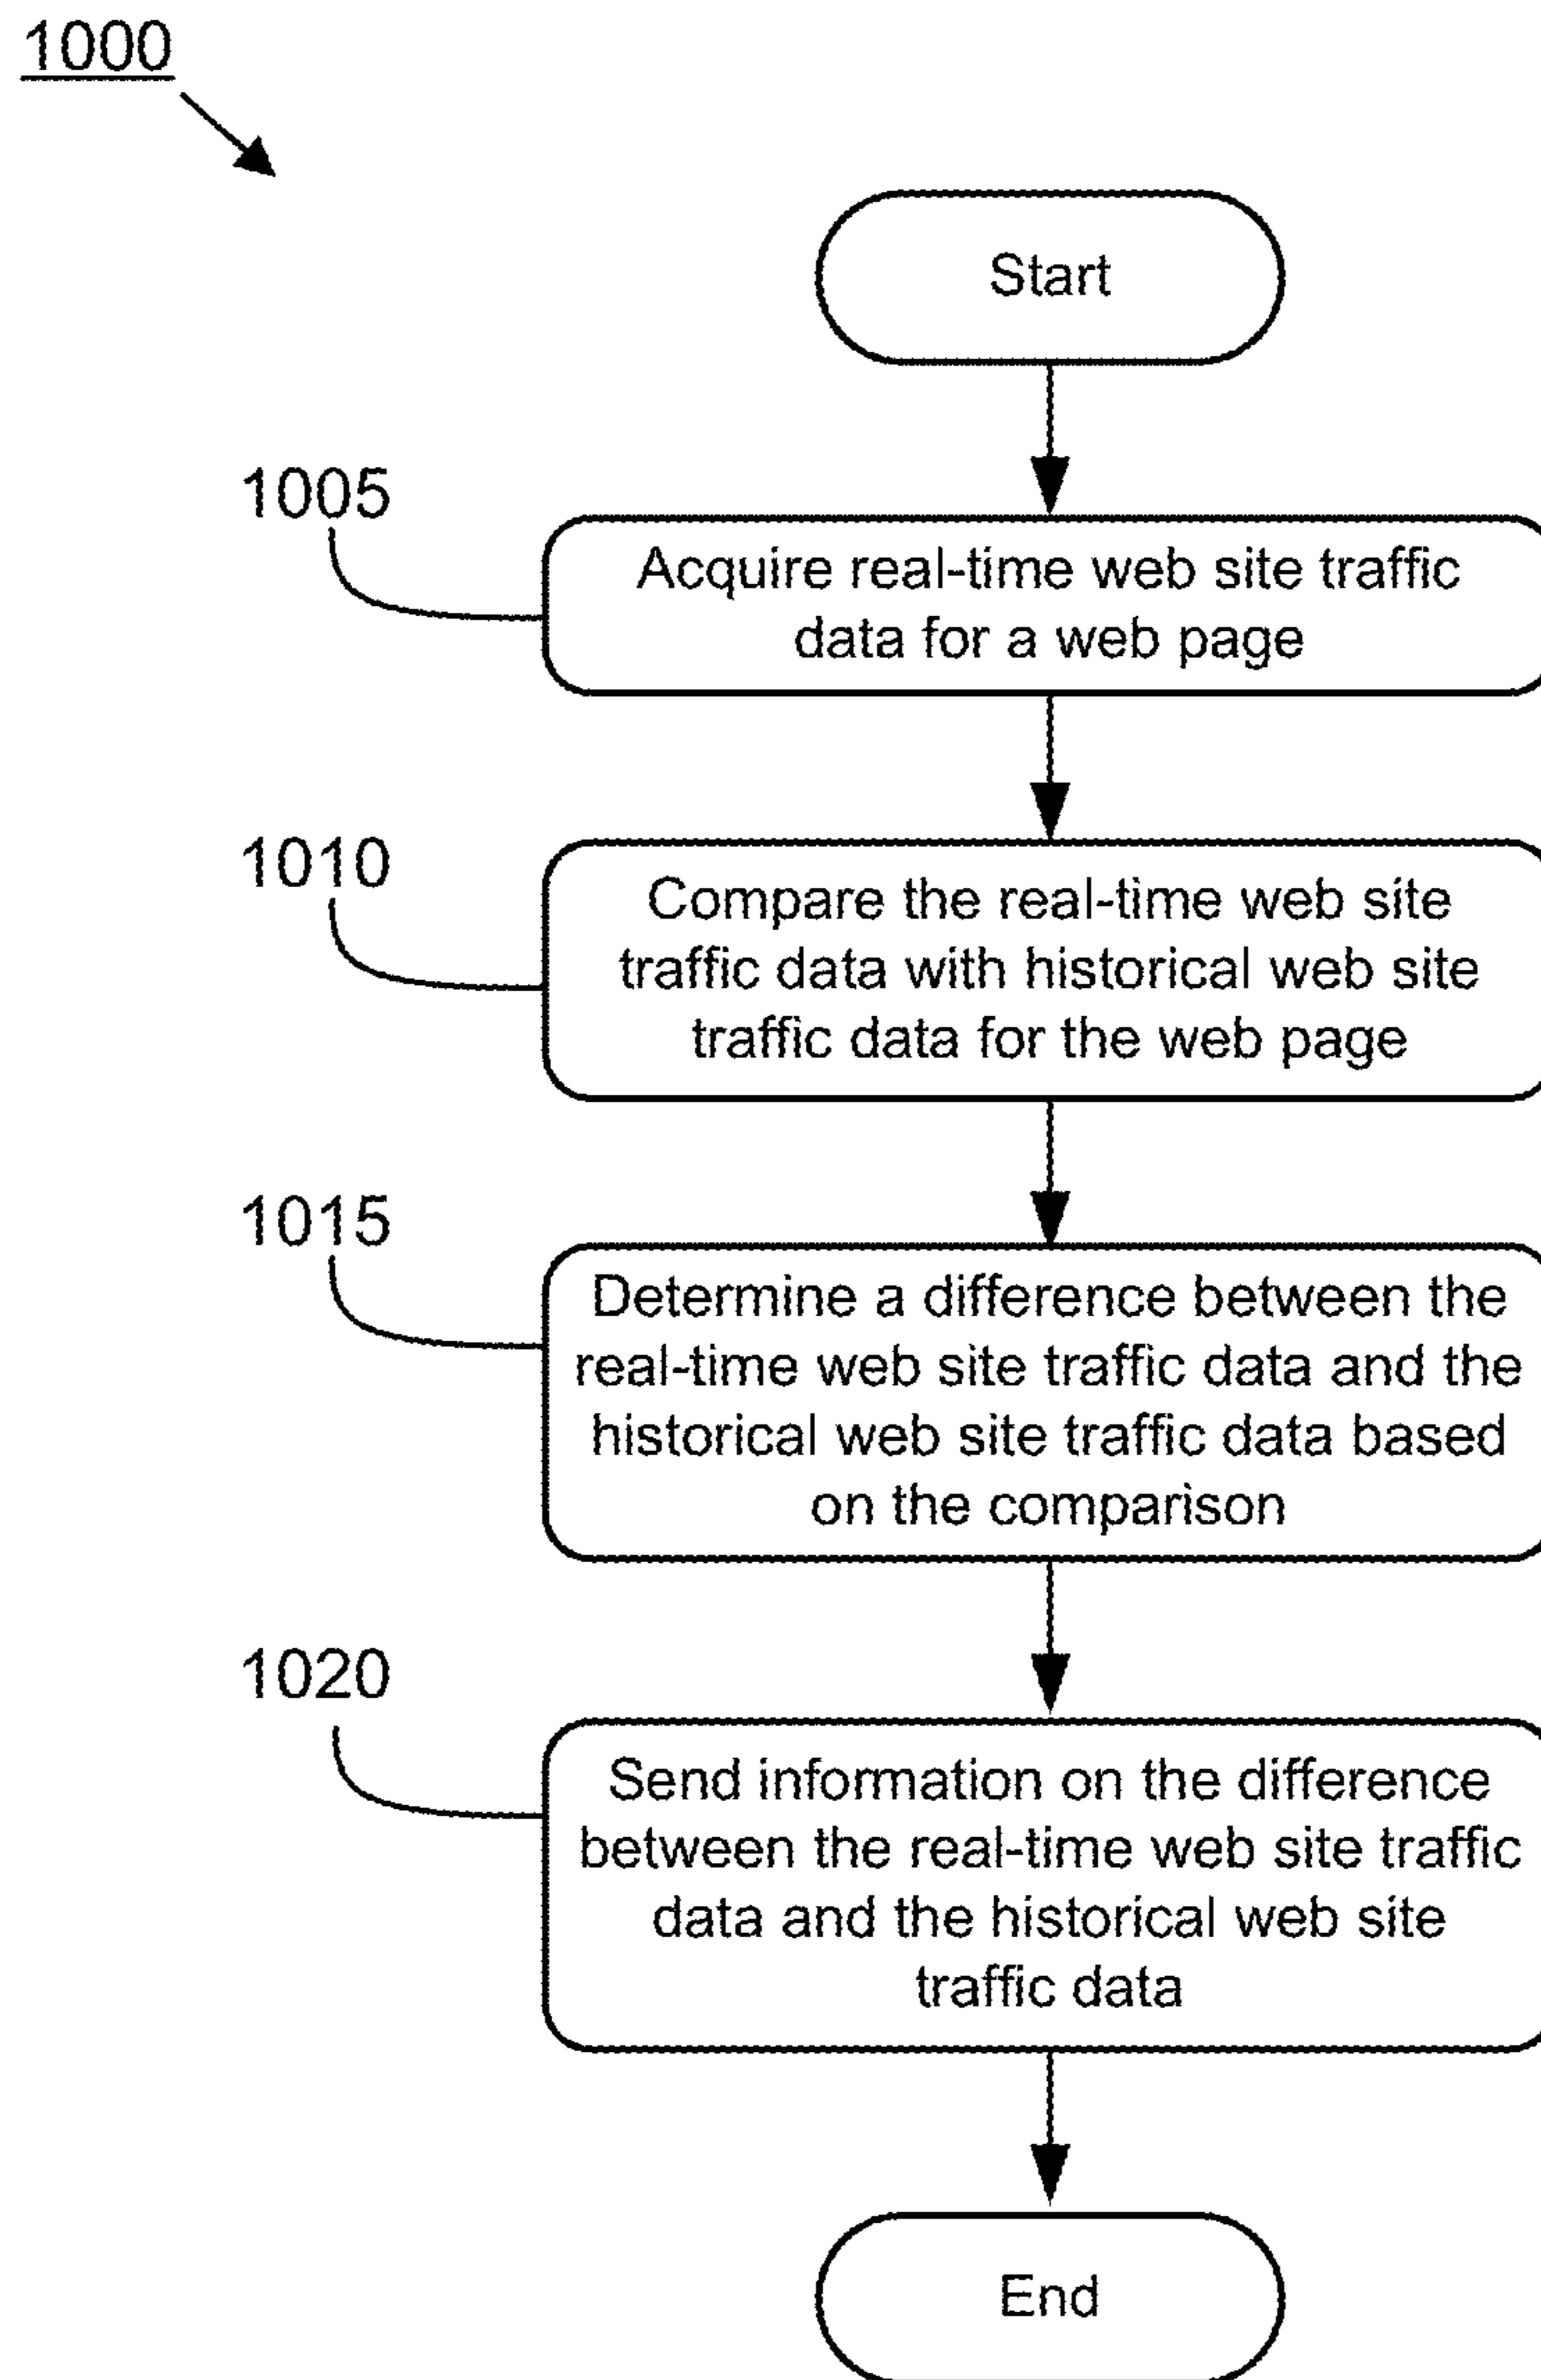 1000
Start
1005
Acquire real-time web site traffic
data for a web page
1010
Compare the real-time web site
traffic data with historical web site
traffic data for the web page
1015
Determine a difference between the
real-time web site traffic data and the
historical web site traffic data based
on the comparison
1020
Send information on the difference
between the real-time web site traffic
data and the historical web site
traffic data
End